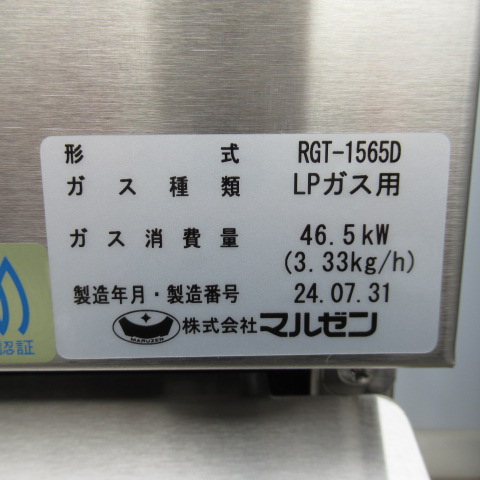 形式 RGT-1565D
ガス種類 LPガス用
ガス消費量 46.5kW
(3.33kg/h)
製造年月・製造番号 24.07.31
MARUZEN 株式会社マルゼン
認証